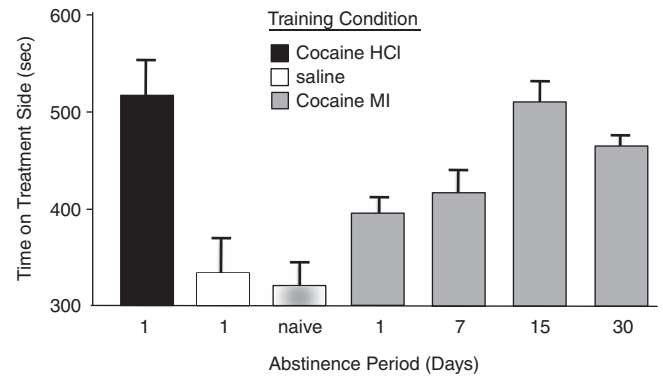 600
500
400
300
Time on Treatment Side (sec)
Training Condition
Cocaine HCl
saline
Cocaine MI
1 1 naive 1 7 15 30
Abstinence Period (Days)